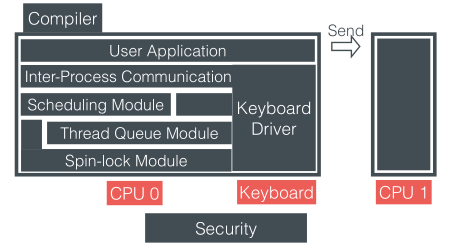 Compiler
Send
User Application
Inter-Process Communication
Scheduling Module
Keyboard
Driver
Thread Queue Module
Spin-lock Module
CPU 0
Keyboard
CPU 1
Security